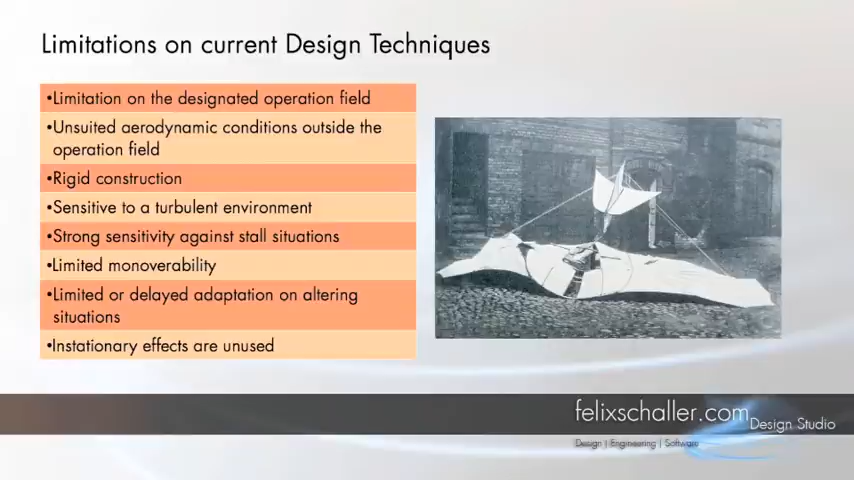 Limitations on current Design Techniques
•Limitation on the designated operation field
•Unsuited aerodynamic conditions outside the
operation field
•Rigid construction
•Sensitive to a turbulent environment
•Strong sensitivity against stall situations
•Limited monoverability
•Limited or delayed adaptation on altering
situations
•Instationary effects are unused
felixschaller.com
Design Studio
Design | Engineering | Software